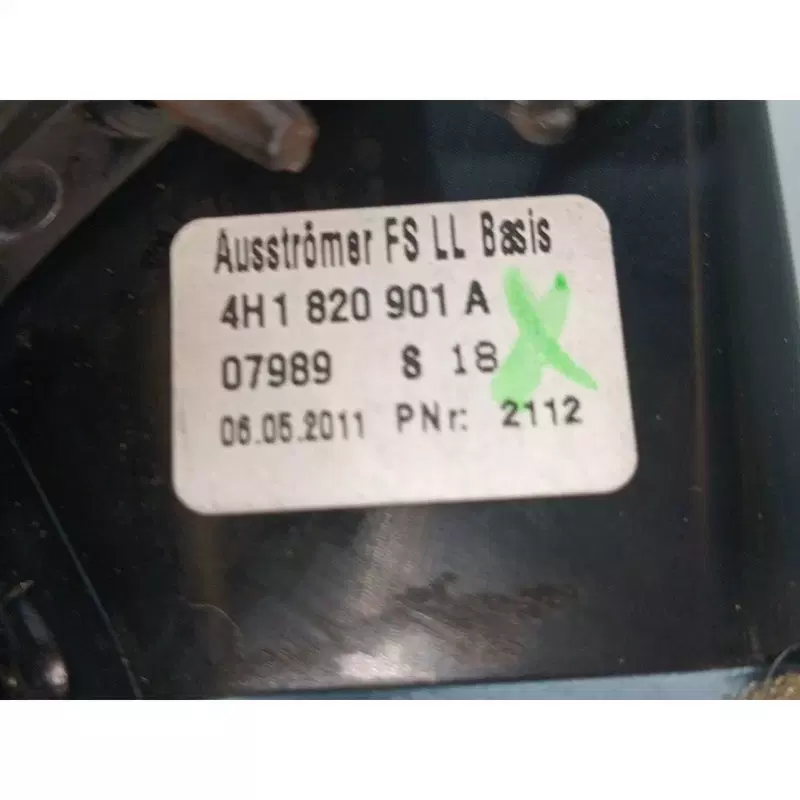 Ausströmer FS LL Basis
4H1 820 901 A
07989 S 18
06.05.2011 PNr: 2112